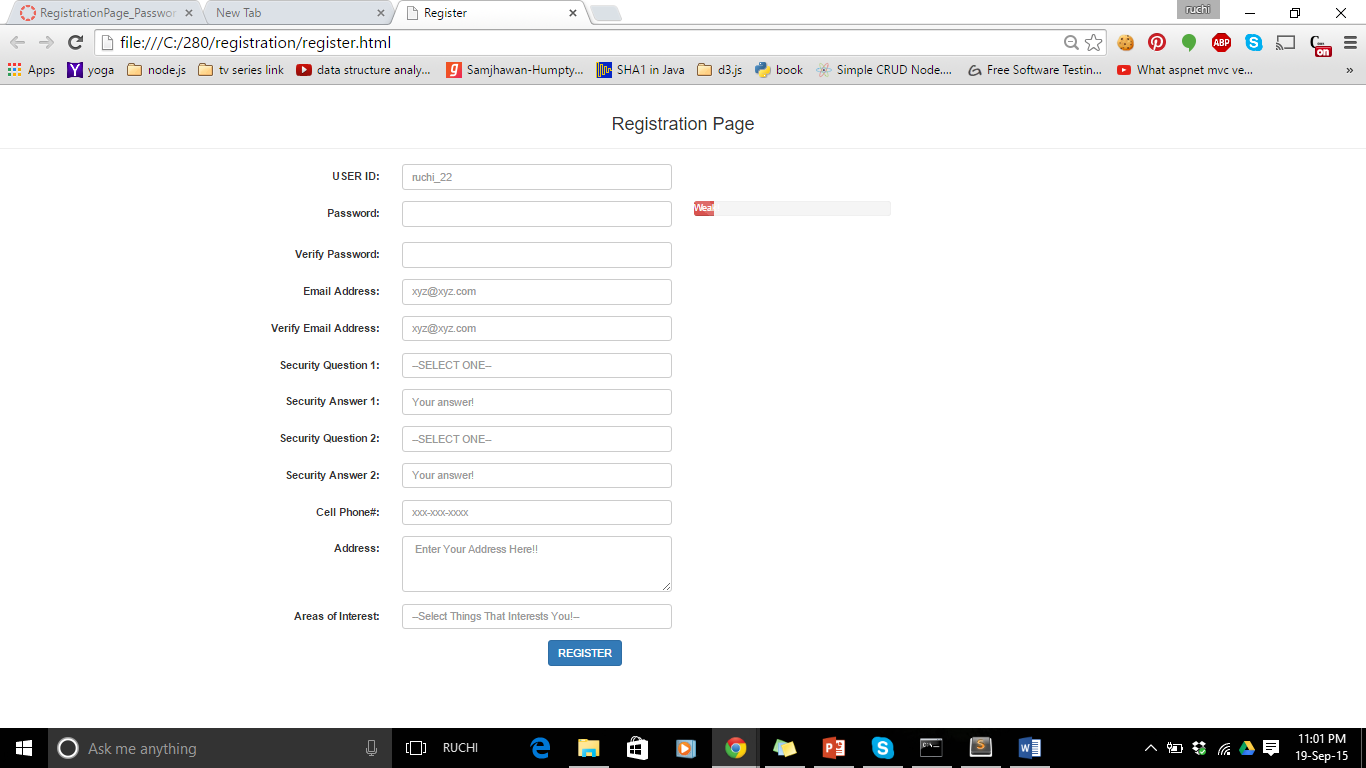 RegistrationPage_Passwor
New Tab
Register
ruchi
file:///C:/280/registration/register.html
ABP
on
Apps
yoga
node.js
tv series link
data structure analy...
Samjhawan-Humpty...
SHA1 in Java
d3.js
book
Simple CRUD Node....
Free Software Testin...
What aspnet mvc ve...
»
Registration Page
USER ID:
ruchi_22
Password:
Weak
Verify Password:
Email Address:
xyz@xyz.com
Verify Email Address:
xyz@xyz.com
Security Question 1:
--SELECT ONE--
Security Answer 1:
Your answer!
Security Question 2:
--SELECT ONE--
Security Answer 2:
Your answer!
Cell Phone#:
xxx-xxx-xxxx
Address:
Enter Your Address Here!!
Areas of Interest:
--Select Things That Interests You!--
REGISTER
Ask me anything
RUCHI
11:01 PM
19-Sep-15